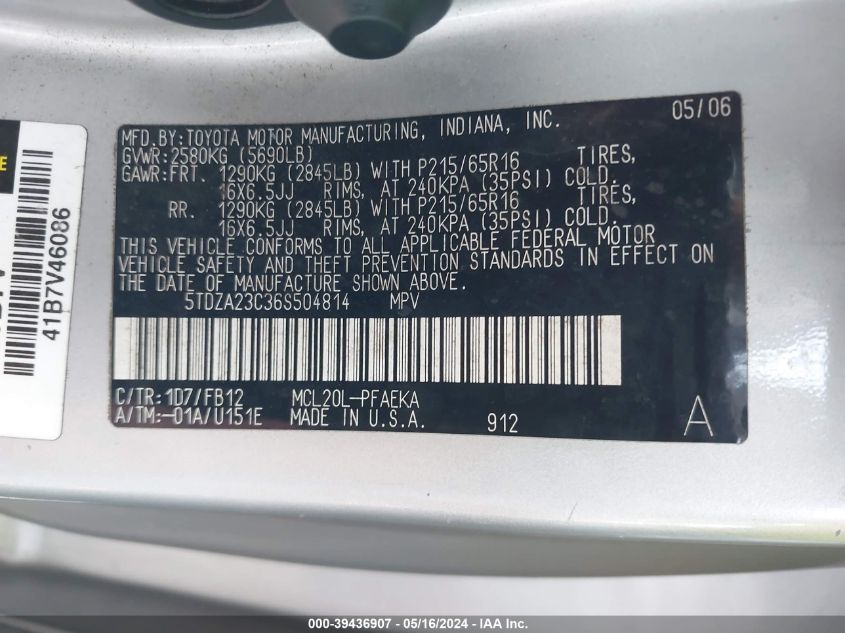 05/06
MFD.BY:TOYOTA MOTOR MANUFACTURING, INDIANA, INC.
GVWR:2580KG (5690LB)
GAWR:FRT. 1290KG (2845LB) WITH P215/65R16 TIRES,
16X6.5JJ RIMS, AT 240KPA (35PSI) COLD.
RR. 1290KG (2845LB) WITH P215/65R16 TIRES,
16X6.5JJ RIMS, AT 240KPA (35PSI) COLD.
THIS VEHICLE CONFORMS TO ALL APPLICABLE FEDERAL MOTOR
VEHICLE SAFETY AND THEFT PREVENTION STANDARDS IN EFFECT ON
THE DATE OF MANUFACTURE SHOWN ABOVE.
5TDZA23C36S504814 MPV
C/TR:1D7/FB12 MCL20L-PFAEKA
A/TM:-01A/U151E MADE IN U.S.A. 912 A
41B7V46086
000-39436907 - 05/16/2024 - IAA Inc.